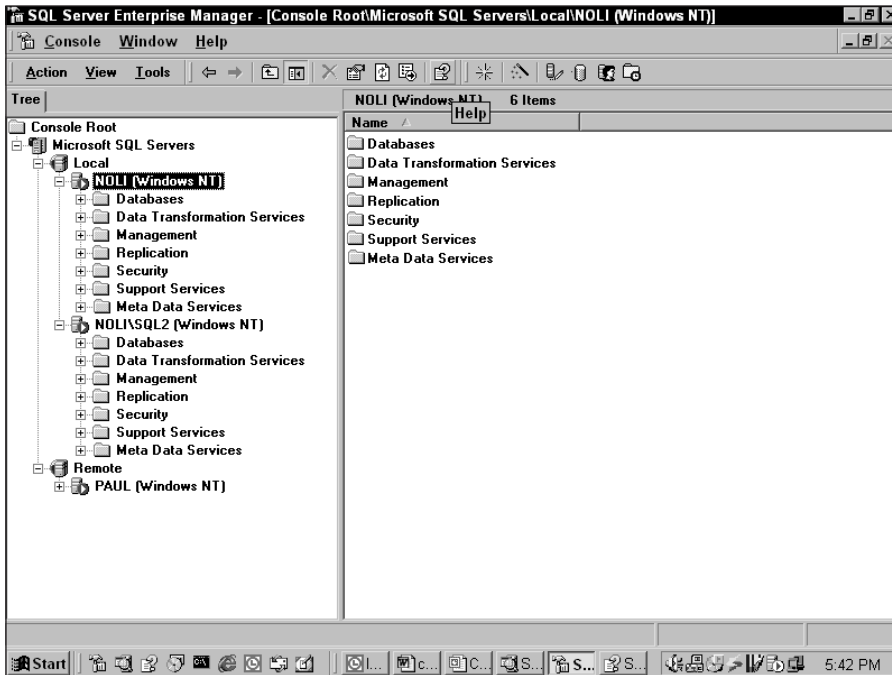 SQL Server Enterprise Manager - [Console Root\Microsoft SQL Servers\Local\NOLI (Windows NT)]
Console Window Help
Action View Tools
Tree
NOLI (Windows NT) 6 Items
Help
Name
Console Root
Microsoft SQL Servers
Local
NOLI (Windows NT)
Databases
Data Transformation Services
Management
Replication
Security
Support Services
Meta Data Services
NOLI\SQL2 (Windows NT)
Databases
Data Transformation Services
Management
Replication
Security
Support Services
Meta Data Services
Remote
PAUL (Windows NT)
Databases
Data Transformation Services
Management
Replication
Security
Support Services
Meta Data Services
Start
I...
c...
C...
S...
S...
S...
5:42 PM